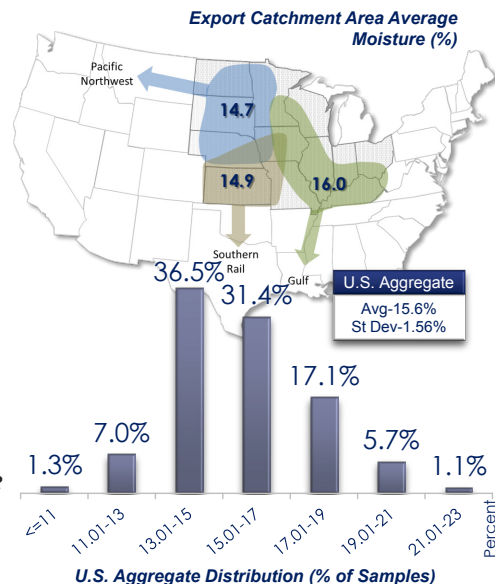 Export Catchment Area Average
Moisture (%)
Pacific
Northwest
14.7
14.9
16.0
Southern
Rail
Gulf
U.S. Aggregate
Avg-15.6%
St Dev-1.56%
36.5%
31.4%
17.1%
7.0%
5.7%
1.3%
1.1%
<=11
11.01-13
13.01-15
15.01-17
17.01-19
19.01-21
21.01-23
Percent
U.S. Aggregate Distribution (% of Samples)